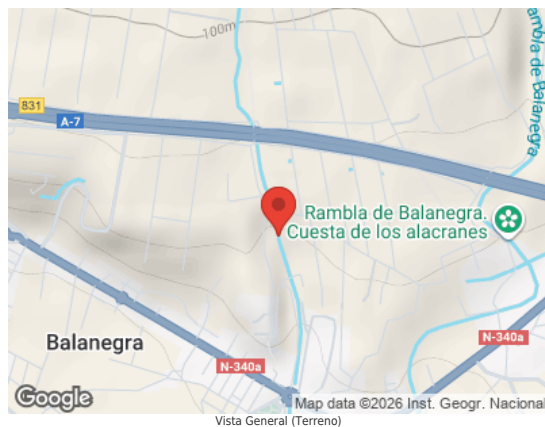 100m
Rambla de Balanegra
831
A-7
Rambla de Balanegra.
Cuesta de los alacranes
Balanegra
N-340a
N-340a
Google
Map data ©2026 Inst. Geogr. Nacional
Vista General (Terreno)